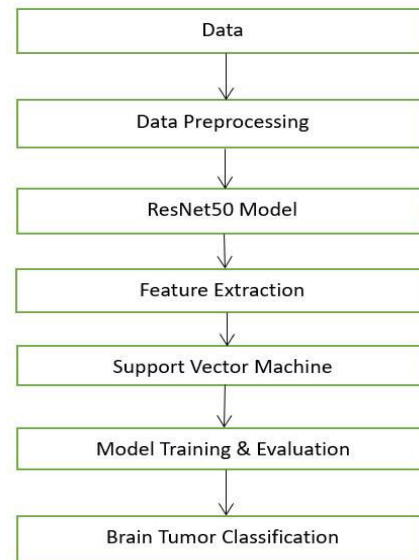 Data
Data Preprocessing
ResNet50 Model
Feature Extraction
Support Vector Machine
Model Training & Evaluation
Brain Tumor Classification